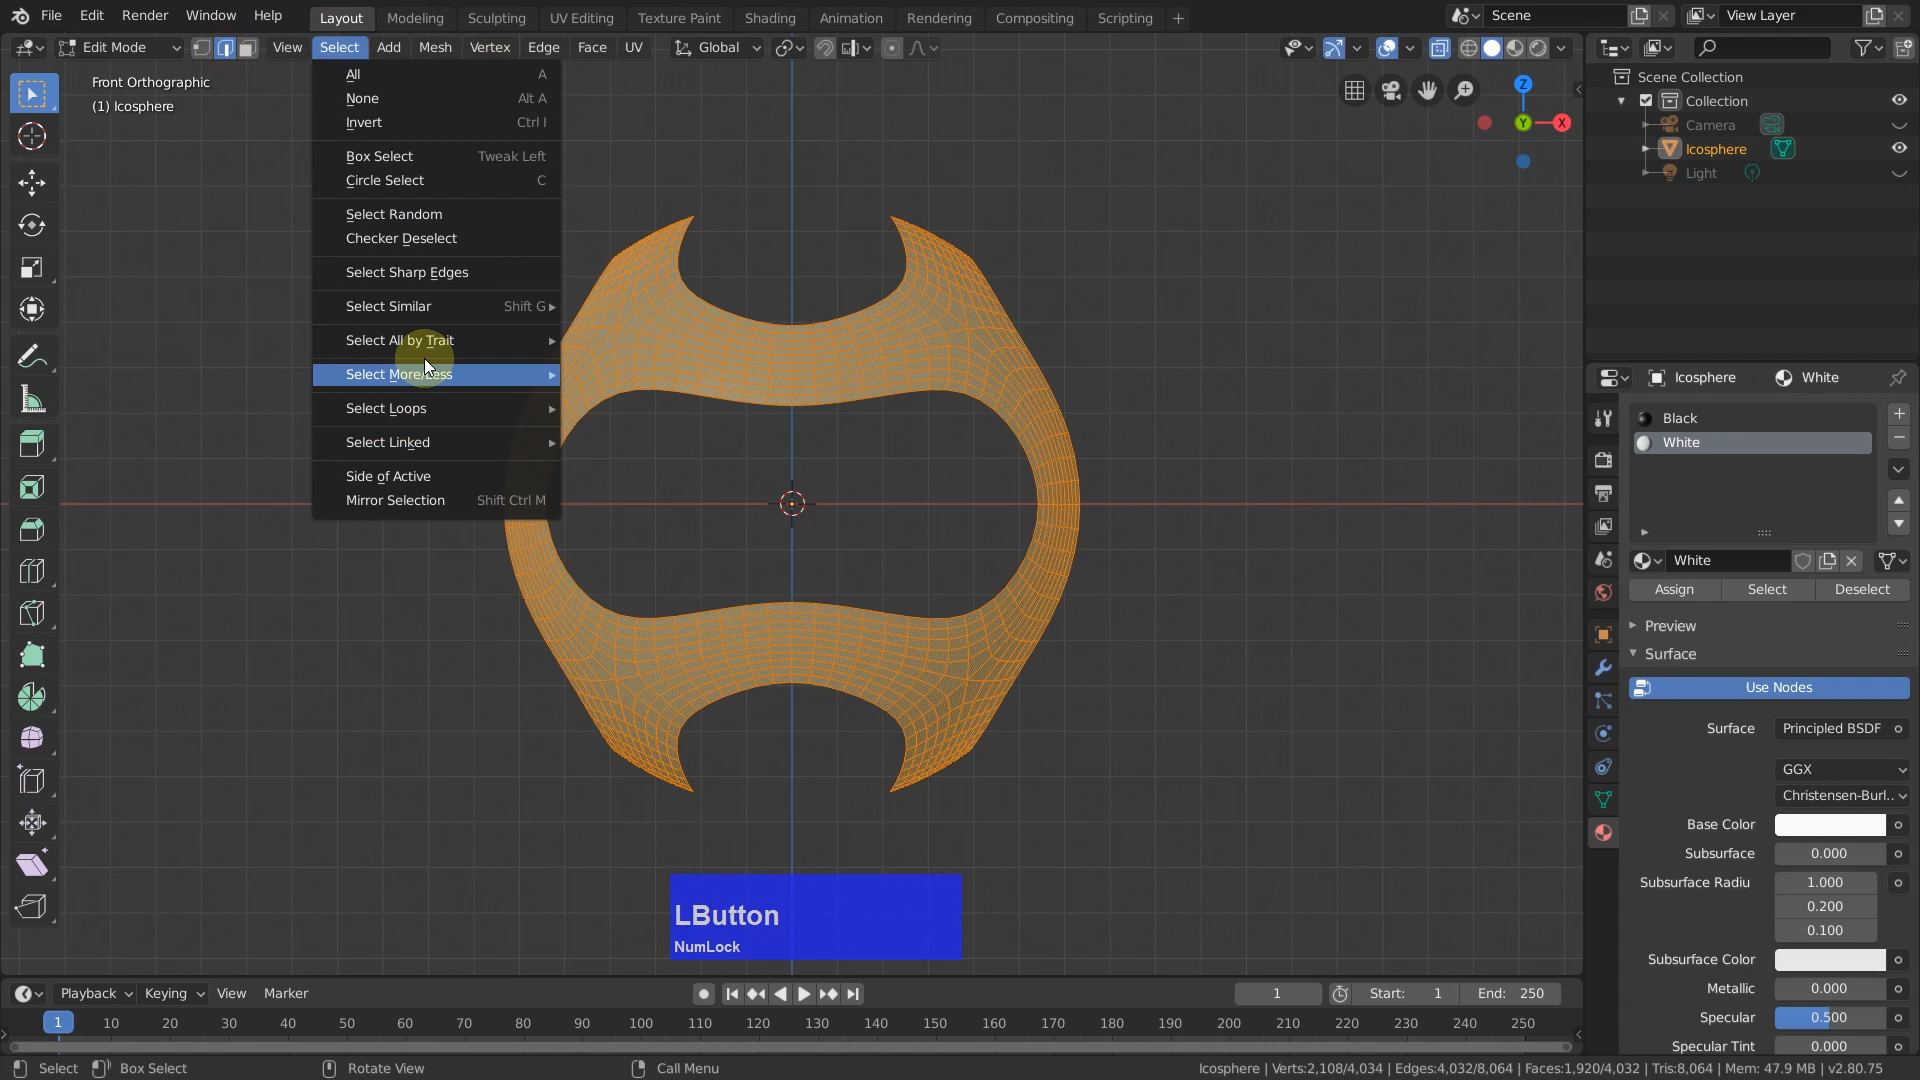 File Edit Render Window Help Layout Modeling Sculpting UV Editing Texture Paint Shading Animation Rendering Compositing Scripting + Scene View Layer
Edit Mode View Select Add Mesh Vertex Edge Face UV Global
Front Orthographic
(1) Icosphere
All A
None Alt A
Invert Ctrl I
Box Select Tweak Left
Circle Select C
Select Random
Checker Deselect
Select Sharp Edges
Select Similar Shift G
Select All by Trait
Select More/Less
Select Loops
Select Linked
Side of Active
Mirror Selection Shift Ctrl M
Z
Y
X
LButton
NumLock
Scene Collection
Collection
Camera
Icosphere
Light
Icosphere White
Black
White
White
Assign Select Deselect
Preview
Surface
Use Nodes
Surface Principled BSDF
GGX
Christensen-Burl..
Base Color
Subsurface 0.000
Subsurface Radiu 1.000
0.200
0.100
Subsurface Color
Metallic 0.000
Specular 0.500
Specular Tint 0.000
Playback Keying View Marker 1 Start: 1 End: 250
1 10 20 30 40 50 60 70 80 90 100 110 120 130 140 150 160 170 180 190 200 210 220 230 240 250
Select Box Select Rotate View Call Menu Icosphere | Verts:2,108/4,034 | Edges:4,032/8,064 | Faces:1,920/4,032 | Tris:8,064 | Mem: 47.9 MB | v2.80.75